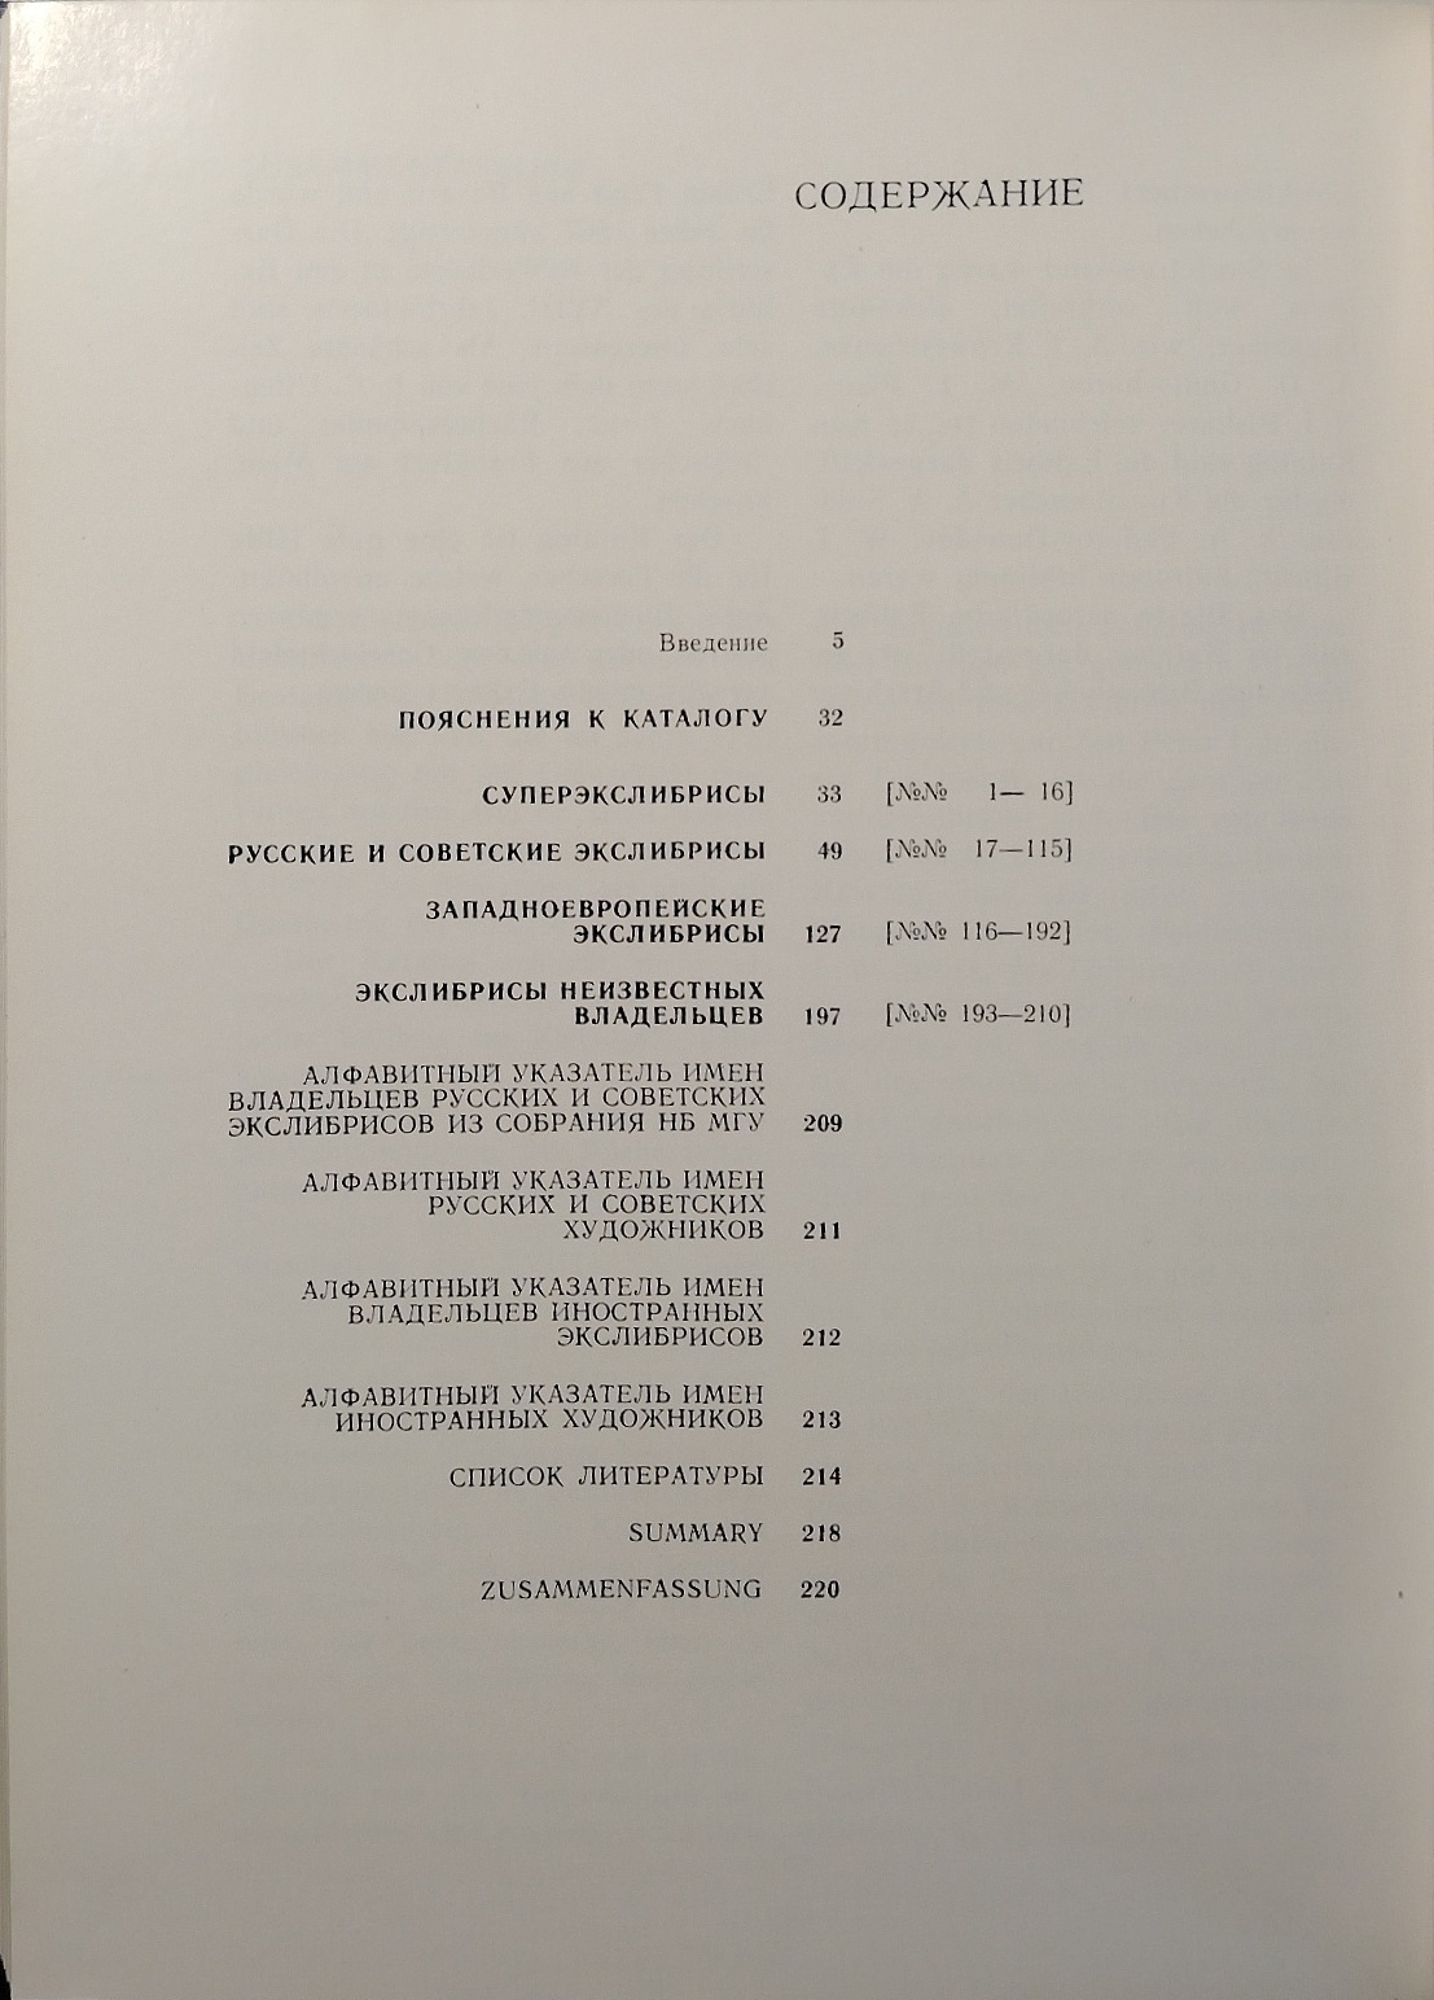 СОДЕРЖАНИЕ
Введение 5
ПОЯСНЕНИЯ К КАТАЛОГУ 32
СУПЕРЭКСЛИБРИСЫ 33 [№№ 1— 16]
РУССКИЕ И СОВЕТСКИЕ ЭКСЛИБРИСЫ 49 [№№ 17—115]
ЗАПАДНОЕВРОПЕЙСКИЕ
ЭКСЛИБРИСЫ 127 [№№ 116—192]
ЭКСЛИБРИСЫ НЕИЗВЕСТНЫХ
ВЛАДЕЛЬЦЕВ 197 [№№ 193—210]
АЛФАВИТНЫЙ УКАЗАТЕЛЬ ИМЕН
ВЛАДЕЛЬЦЕВ РУССКИХ И СОВЕТСКИХ
ЭКСЛИБРИСОВ ИЗ СОБРАНИЯ НБ МГУ 209
АЛФАВИТНЫЙ УКАЗАТЕЛЬ ИМЕН
РУССКИХ И СОВЕТСКИХ
ХУДОЖНИКОВ 211
АЛФАВИТНЫЙ УКАЗАТЕЛЬ ИМЕН
ВЛАДЕЛЬЦЕВ ИНОСТРАННЫХ
ЭКСЛИБРИСОВ 212
АЛФАВИТНЫЙ УКАЗАТЕЛЬ ИМЕН
ИНОСТРАННЫХ ХУДОЖНИКОВ 213
СПИСОК ЛИТЕРАТУРЫ 214
SUMMARY 218
ZUSAMMENFASSUNG 220